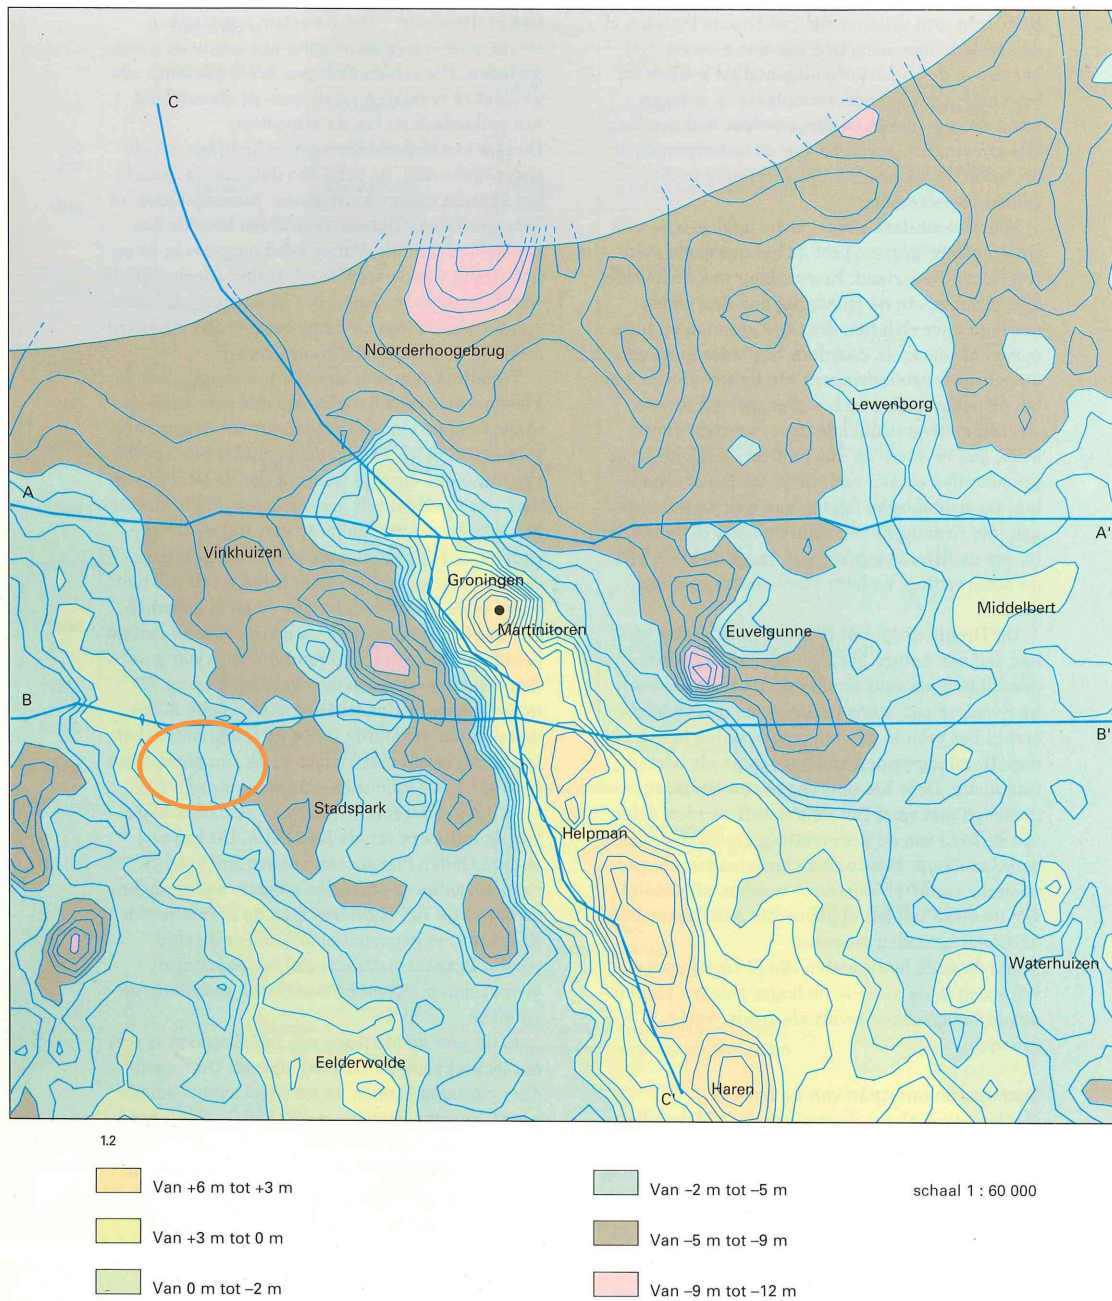 C
Noorderhoogebrug
Lewenborg
A
A'
Vinkhuizen
Groningen
Middelbert
Martinitoren
Euvelgunne
B
B'
Stadspark
Helpman
Waterhuizen
Eelderwolde
Haren
C'
1.2
Van +6 m tot +3 m
Van –2 m tot –5 m
schaal 1 : 60 000
Van +3 m tot 0 m
Van –5 m tot –9 m
Van 0 m tot –2 m
Van –9 m tot –12 m